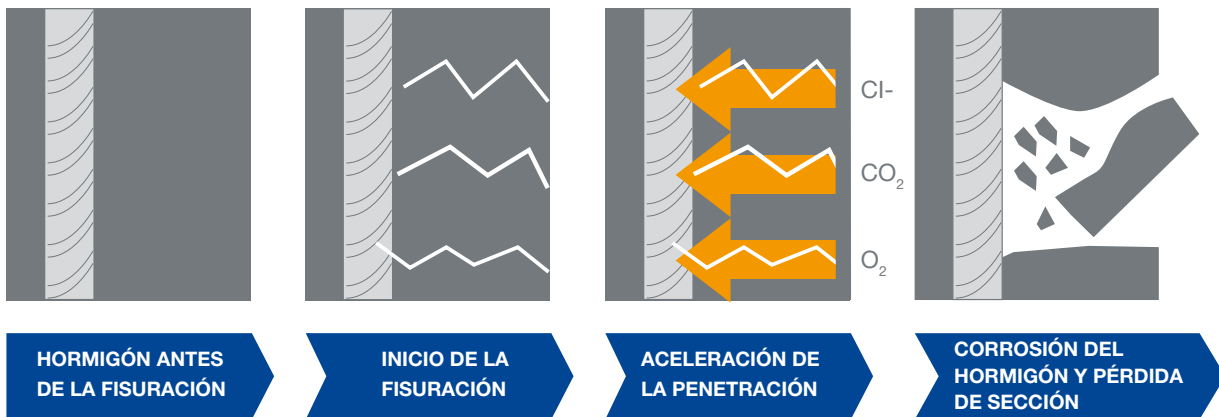 Cl-
CO₂
O₂
HORMIGÓN ANTES
DE LA FISURACIÓN
INICIO DE LA
FISURACIÓN
ACELERACIÓN DE
LA PENETRACIÓN
CORROSIÓN DEL
HORMIGÓN Y PÉRDIDA
DE SECCIÓN